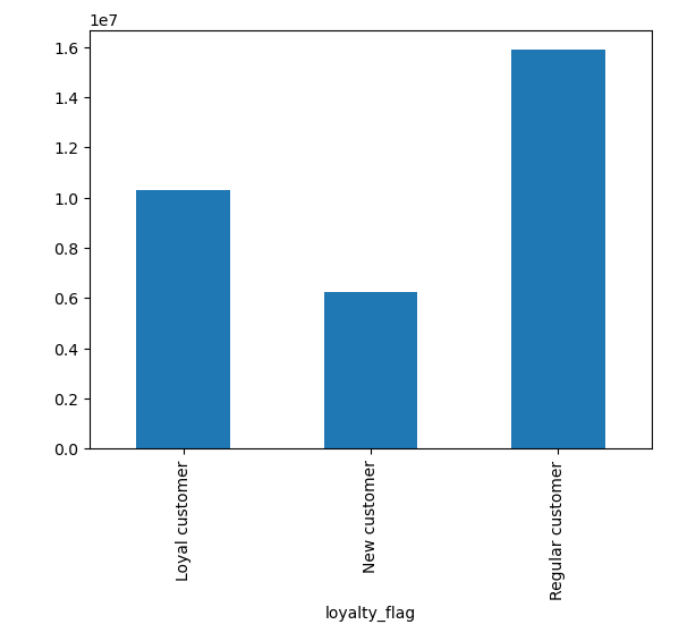 1e7
1.6
1.4
1.2
1.0
0.8
0.6
0.4
0.2
0.0
Loyal customer
New customer
Regular customer
loyalty_flag